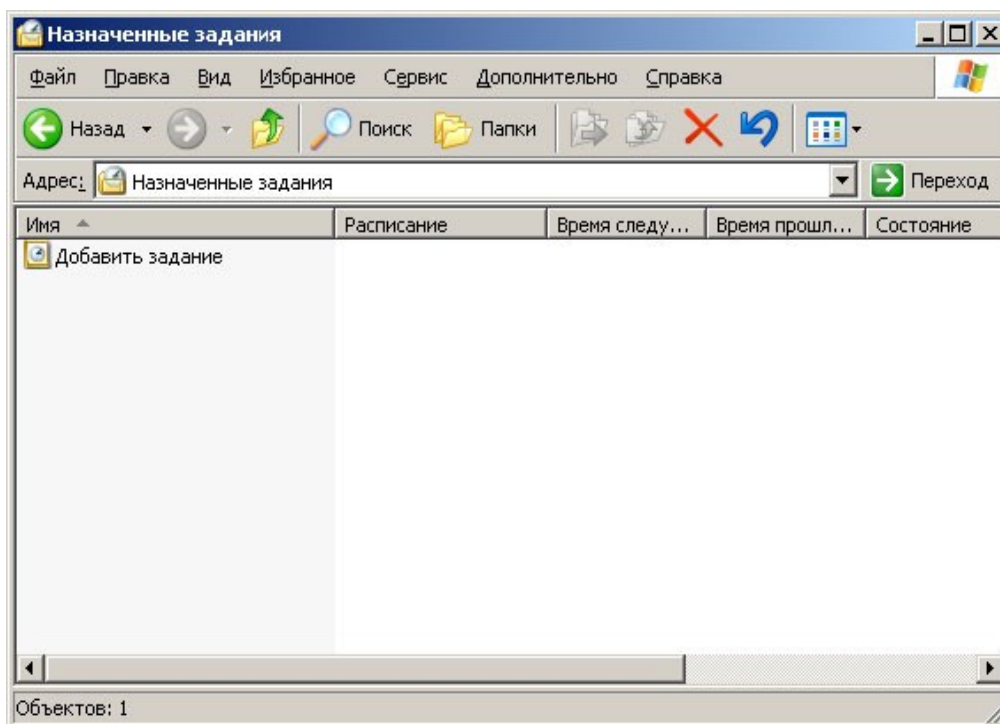 Назначенные задания
Файл Правка Вид Избранное Сервис Дополнительно Справка
Назад Поиск Папки
Адрес: Назначенные задания Переход
Имя Расписание Время следу... Время прошл... Состояние
Добавить задание
Объектов: 1